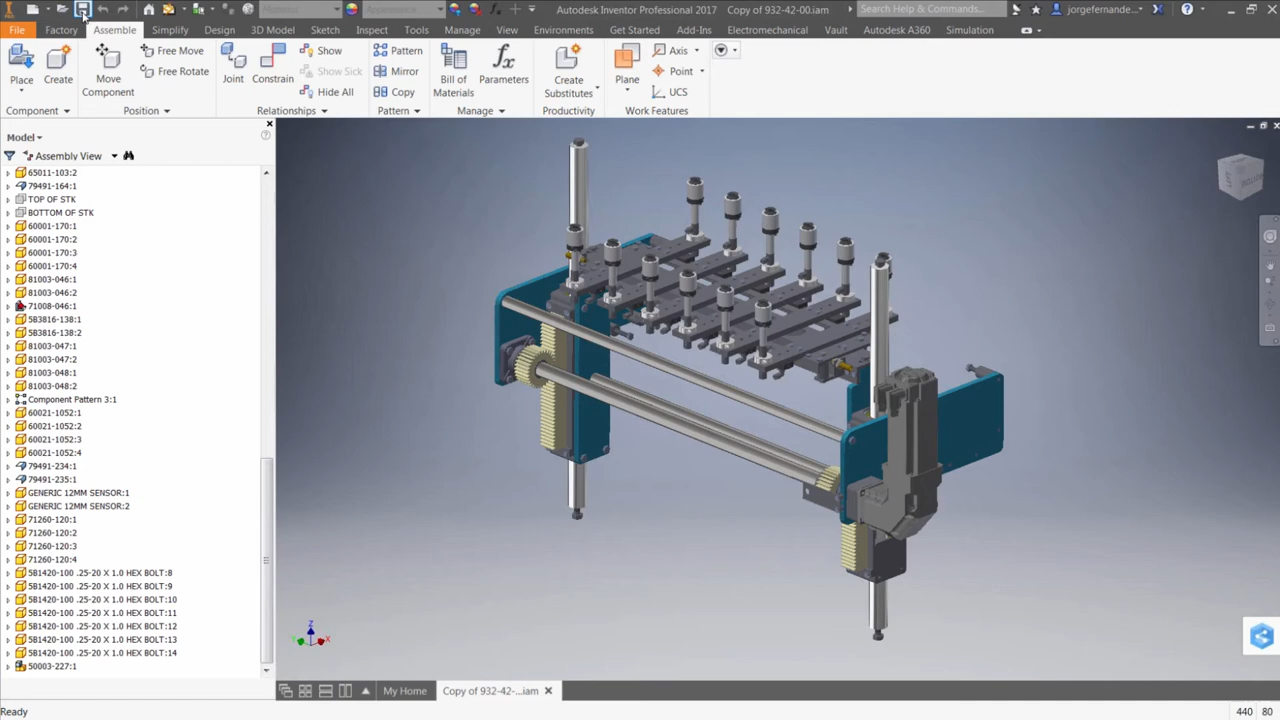 Material
Appearance
Autodesk Inventor Professional 2017 Copy of 932-42-00.iam
Search Help & Commands...
jorgefernande...
File
Factory
Assemble
Simplify
Design
3D Model
Sketch
Inspect
Tools
Manage
View
Environments
Get Started
Add-Ins
Electromechanical
Vault
Autodesk A360
Simulation
Place
Create
Move
Component
Free Move
Free Rotate
Joint
Constrain
Show
Show Sick
Hide All
Pattern
Mirror
Copy
Bill of
Materials
Parameters
Create
Substitutes
Plane
Axis
Point
UCS
Component
Position
Relationships
Pattern
Manage
Productivity
Work Features
Model
Assembly View
65011-103:2
79491-164:1
TOP OF STK
BOTTOM OF STK
60001-170:1
60001-170:2
60001-170:3
60001-170:4
81003-046:1
81003-046:2
71008-046:1
5B3816-138:1
5B3816-138:2
81003-047:1
81003-047:2
81003-048:1
81003-048:2
Component Pattern 3:1
60021-1052:1
60021-1052:2
60021-1052:3
60021-1052:4
79491-234:1
79491-235:1
GENERIC 12MM SENSOR:1
GENERIC 12MM SENSOR:2
71260-120:1
71260-120:2
71260-120:3
71260-120:4
5B1420-100 .25-20 X 1.0 HEX BOLT:8
5B1420-100 .25-20 X 1.0 HEX BOLT:9
5B1420-100 .25-20 X 1.0 HEX BOLT:10
5B1420-100 .25-20 X 1.0 HEX BOLT:11
5B1420-100 .25-20 X 1.0 HEX BOLT:12
5B1420-100 .25-20 X 1.0 HEX BOLT:13
5B1420-100 .25-20 X 1.0 HEX BOLT:14
50003-227:1
Z
X
My Home
Copy of 932-42-...iam
Ready
440 80